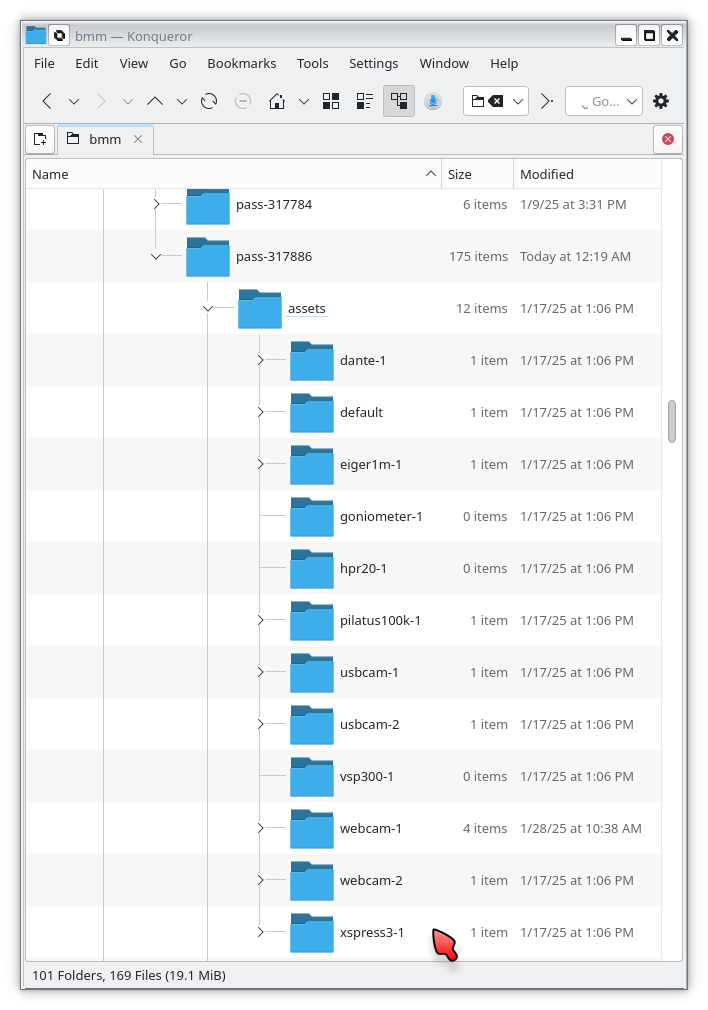 bmm — Konqueror
File Edit View Go Bookmarks Tools Settings Window Help
Go...
bmm
Name Size Modified
pass-317784 6 items 1/9/25 at 3:31 PM
pass-317886 175 items Today at 12:19 AM
assets 12 items 1/17/25 at 1:06 PM
dante-1 1 item 1/17/25 at 1:06 PM
default 1 item 1/17/25 at 1:06 PM
eiger1m-1 1 item 1/17/25 at 1:06 PM
goniometer-1 0 items 1/17/25 at 1:06 PM
hpr20-1 0 items 1/17/25 at 1:06 PM
pilatus100k-1 1 item 1/17/25 at 1:06 PM
usbcam-1 1 item 1/17/25 at 1:06 PM
usbcam-2 1 item 1/17/25 at 1:06 PM
vsp300-1 0 items 1/17/25 at 1:06 PM
webcam-1 4 items 1/28/25 at 10:38 AM
webcam-2 1 item 1/17/25 at 1:06 PM
xspress3-1 1 item 1/17/25 at 1:06 PM
101 Folders, 169 Files (19.1 MiB)